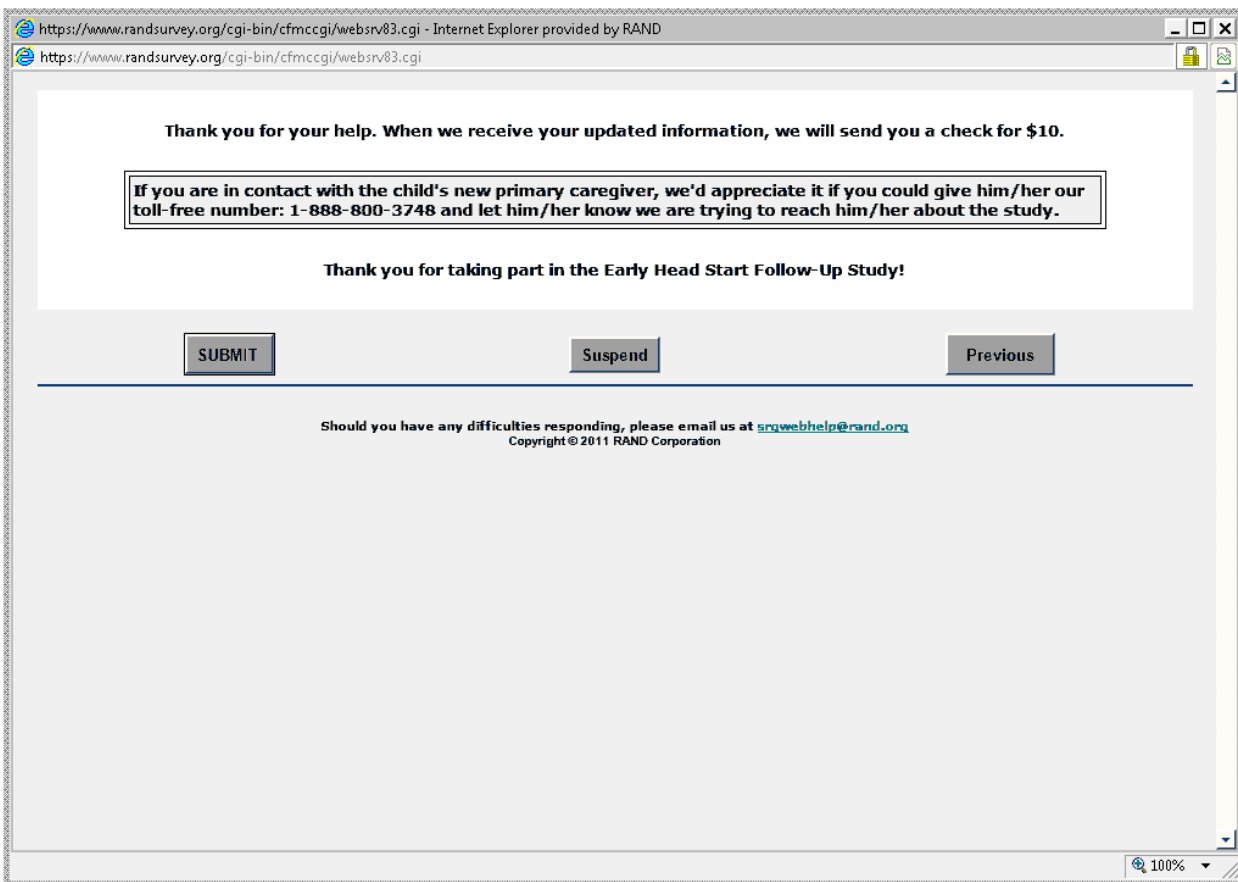 https://www.randsurvey.org/cgi-bin/cfmccgi/websrv83.cgi - Internet Explorer provided by RAND
https://www.randsurvey.org/cgi-bin/cfmccgi/websrv83.cgi
Thank you for your help. When we receive your updated information, we will send you a check for $10.
If you are in contact with the child's new primary caregiver, we'd appreciate it if you could give him/her our
toll-free number: 1-888-800-3748 and let him/her know we are trying to reach him/her about the study.
Thank you for taking part in the Early Head Start Follow-Up Study!
SUBMIT
Suspend
Previous
Should you have any difficulties responding, please email us at srgwebhelp@rand.org
Copyright © 2011 RAND Corporation
100%